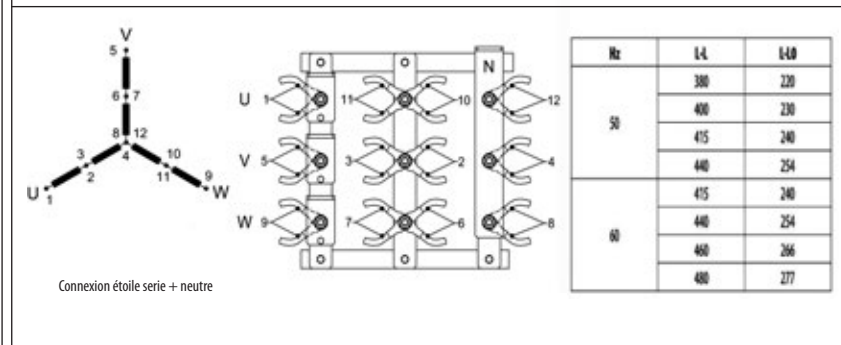 V
5
6 7
8 12
4
3
2
10
11
U 1
9 W
Connexion étoile serie + neutre
N
U 1 11 10 12
V 5 3 2 4
W 9 7 6 8
Hz L-L L-L0
50
380 220
400 230
415 240
440 254
60
415 240
440 254
460 266
480 277